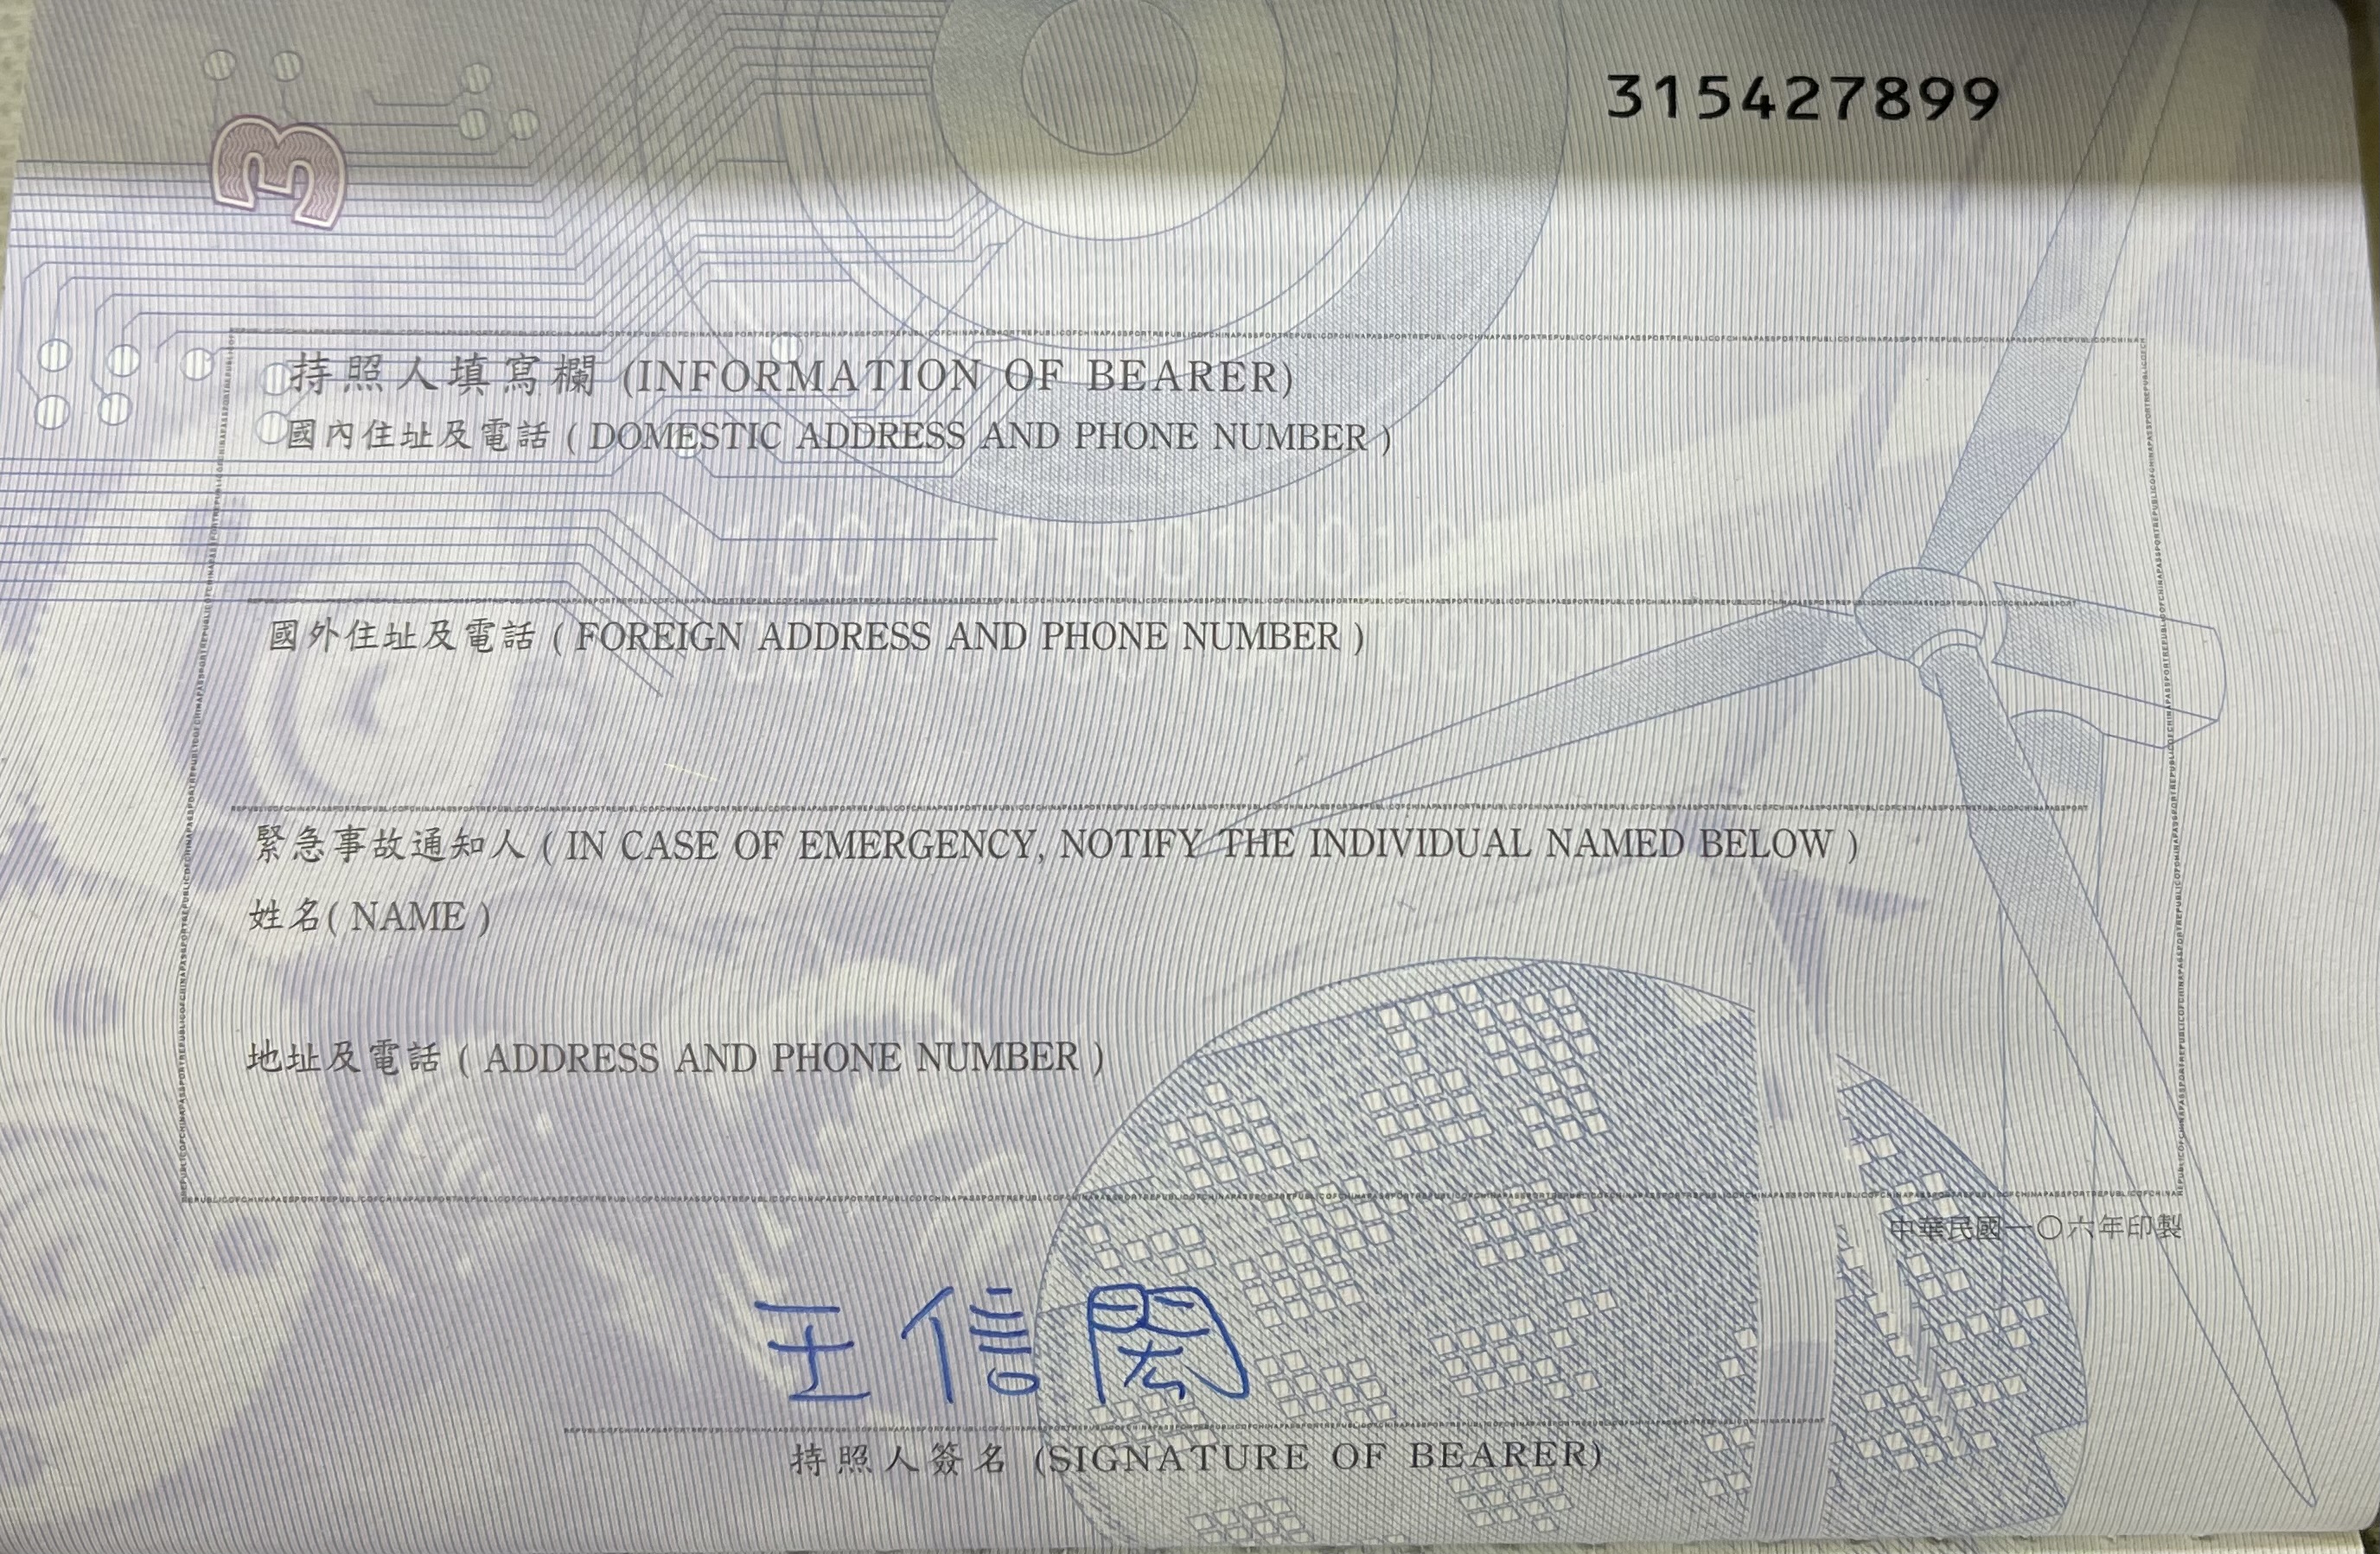 315427899
3
持照人填寫欄 (INFORMATION OF BEARER)
國內住址及電話 ( DOMESTIC ADDRESS AND PHONE NUMBER )
國外住址及電話 ( FOREIGN ADDRESS AND PHONE NUMBER )
緊急事故通知人 ( IN CASE OF EMERGENCY, NOTIFY THE INDIVIDUAL NAMED BELOW )
姓名( NAME )
地址及電話 ( ADDRESS AND PHONE NUMBER )
中華民國一〇六年印製
王信閎
持照人簽名 (SIGNATURE OF BEARER)